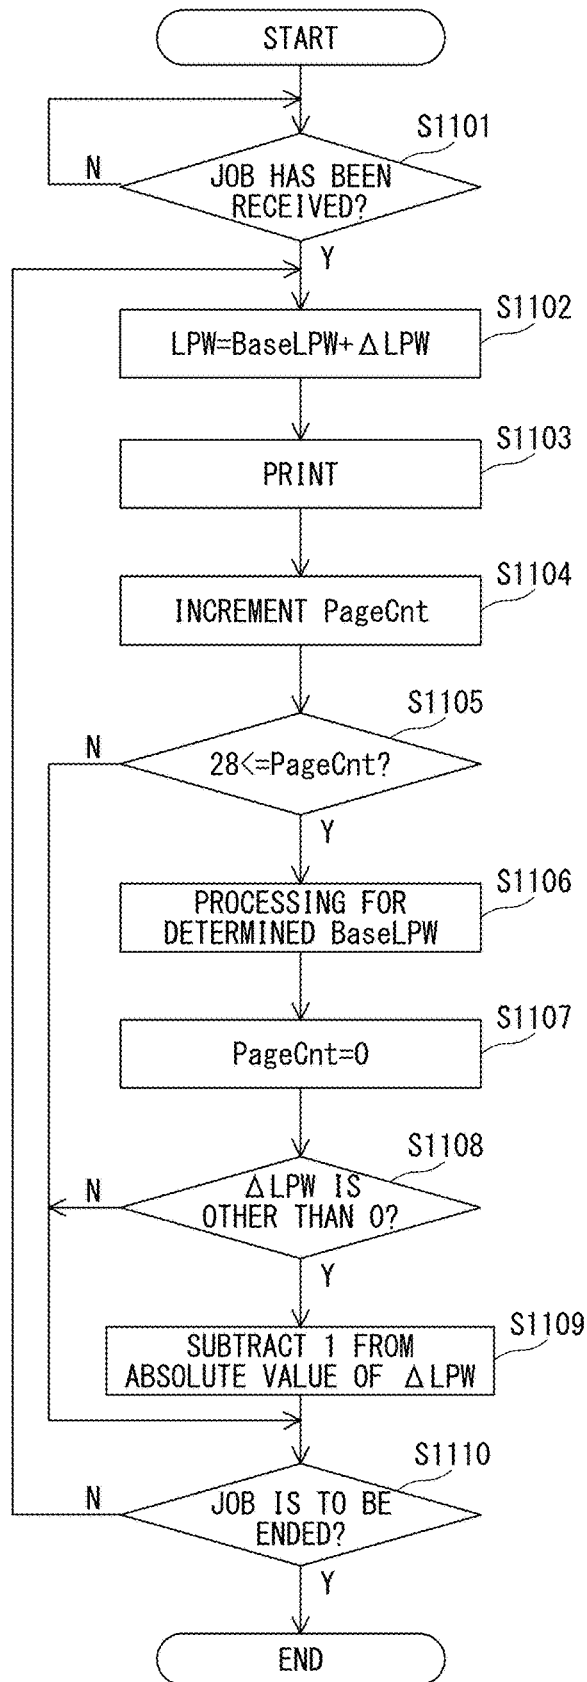 START
S1101
N
JOB HAS BEEN
RECEIVED?
Y
S1102
LPW=BaseLPW+ΔLPW
S1103
PRINT
S1104
INCREMENT PageCnt
S1105
N
28<=PageCnt?
Y
S1106
PROCESSING FOR
DETERMINED BaseLPW
S1107
PageCnt=0
S1108
N
ΔLPW IS
OTHER THAN 0?
Y
S1109
SUBTRACT 1 FROM
ABSOLUTE VALUE OF ΔLPW
S1110
N
JOB IS TO BE
ENDED?
Y
END